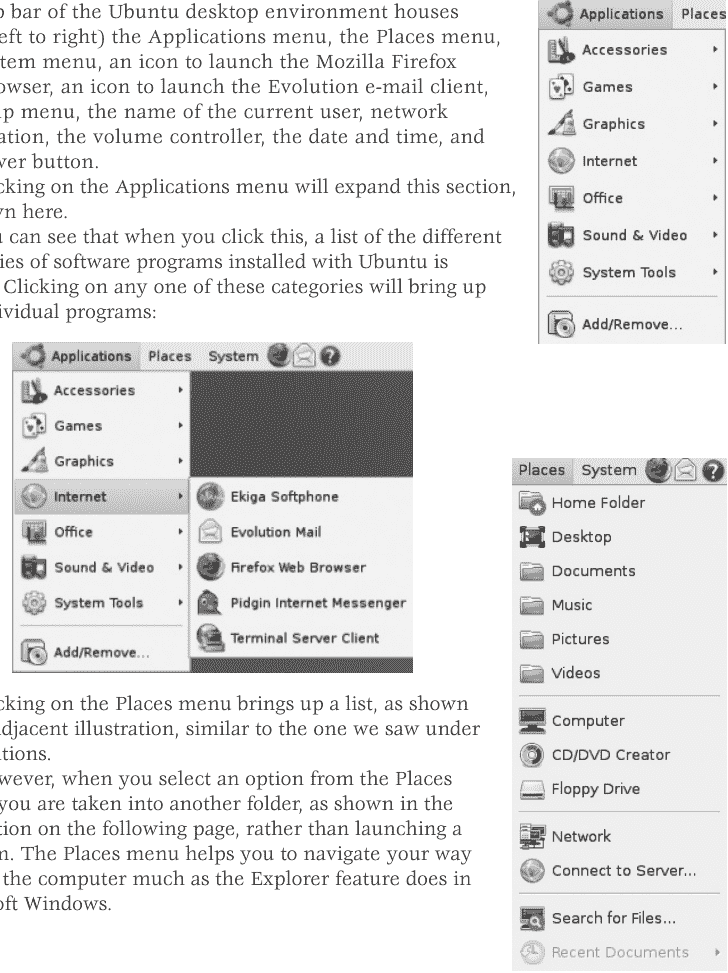 p bar of the Ubuntu desktop environment houses
eft to right) the Applications menu, the Places menu,
tem menu, an icon to launch the Mozilla Firefox
owser, an icon to launch the Evolution e-mail client,
p menu, the name of the current user, network
ation, the volume controller, the date and time, and
wer button.
cking on the Applications menu will expand this section,
n here.
u can see that when you click this, a list of the different
ies of software programs installed with Ubuntu is
Clicking on any one of these categories will bring up
ividual programs:
Applications Places
Accessories
Games
Graphics
Internet
Office
Sound & Video
System Tools
Add/Remove...
Applications Places System
Accessories
Games
Graphics
Internet
Office
Sound & Video
System Tools
Add/Remove...
Ekiga Softphone
Evolution Mail
Firefox Web Browser
Pidgin Internet Messenger
Terminal Server Client
cking on the Places menu brings up a list, as shown
djacent illustration, similar to the one we saw under
tions.
wever, when you select an option from the Places
you are taken into another folder, as shown in the
tion on the following page, rather than launching a
m. The Places menu helps you to navigate your way
the computer much as the Explorer feature does in
oft Windows.
Places System
Home Folder
Desktop
Documents
Music
Pictures
Videos
Computer
CD/DVD Creator
Floppy Drive
Network
Connect to Server...
Search for Files...
Recent Documents